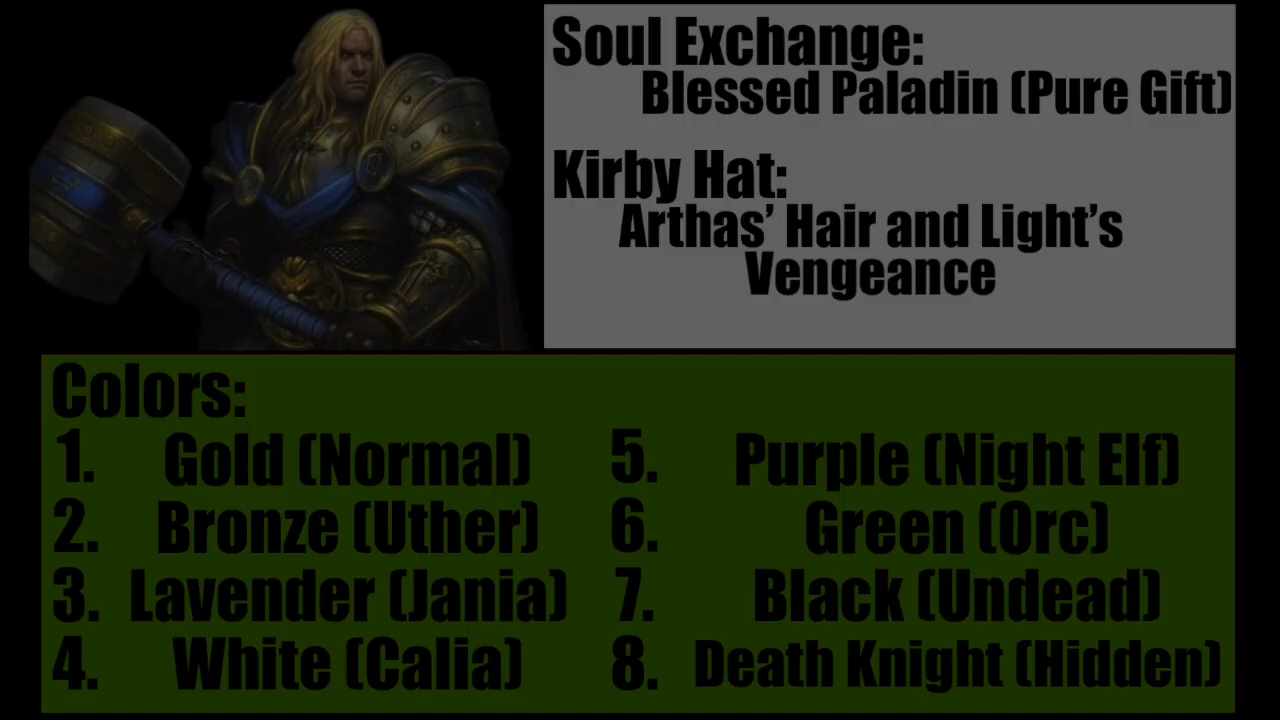 Soul Exchange:
Blessed Paladin (Pure Gift)
Kirby Hat:
Arthas’ Hair and Light’s
Vengeance
Colors:
1. Gold (Normal)
2. Bronze (Uther)
3. Lavender (Jania)
4. White (Calia)
5. Purple (Night Elf)
6. Green (Orc)
7. Black (Undead)
8. Death Knight (Hidden)